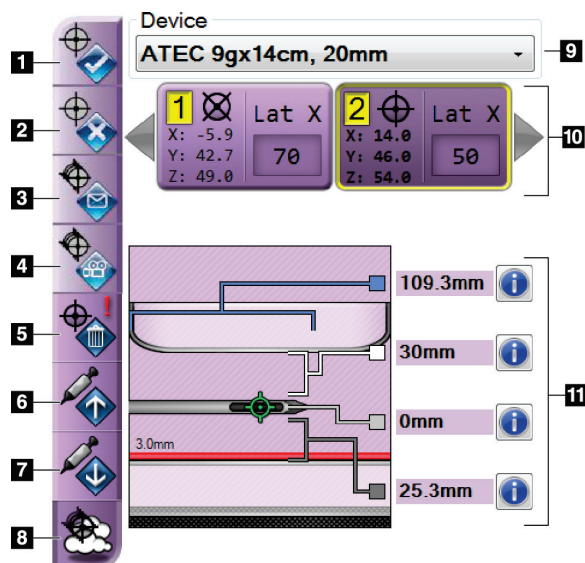 Device
1
ATEC 9gx14cm, 20mm
9
1
Lat X
X: -5.9
Y: 42.7
Z: 49.0
70
2
Lat X
X: 14.0
Y: 46.0
Z: 54.0
50
2
10
3
4
109.3mm
!
5
30mm
6
0mm
11
3.0mm
7
25.3mm
8